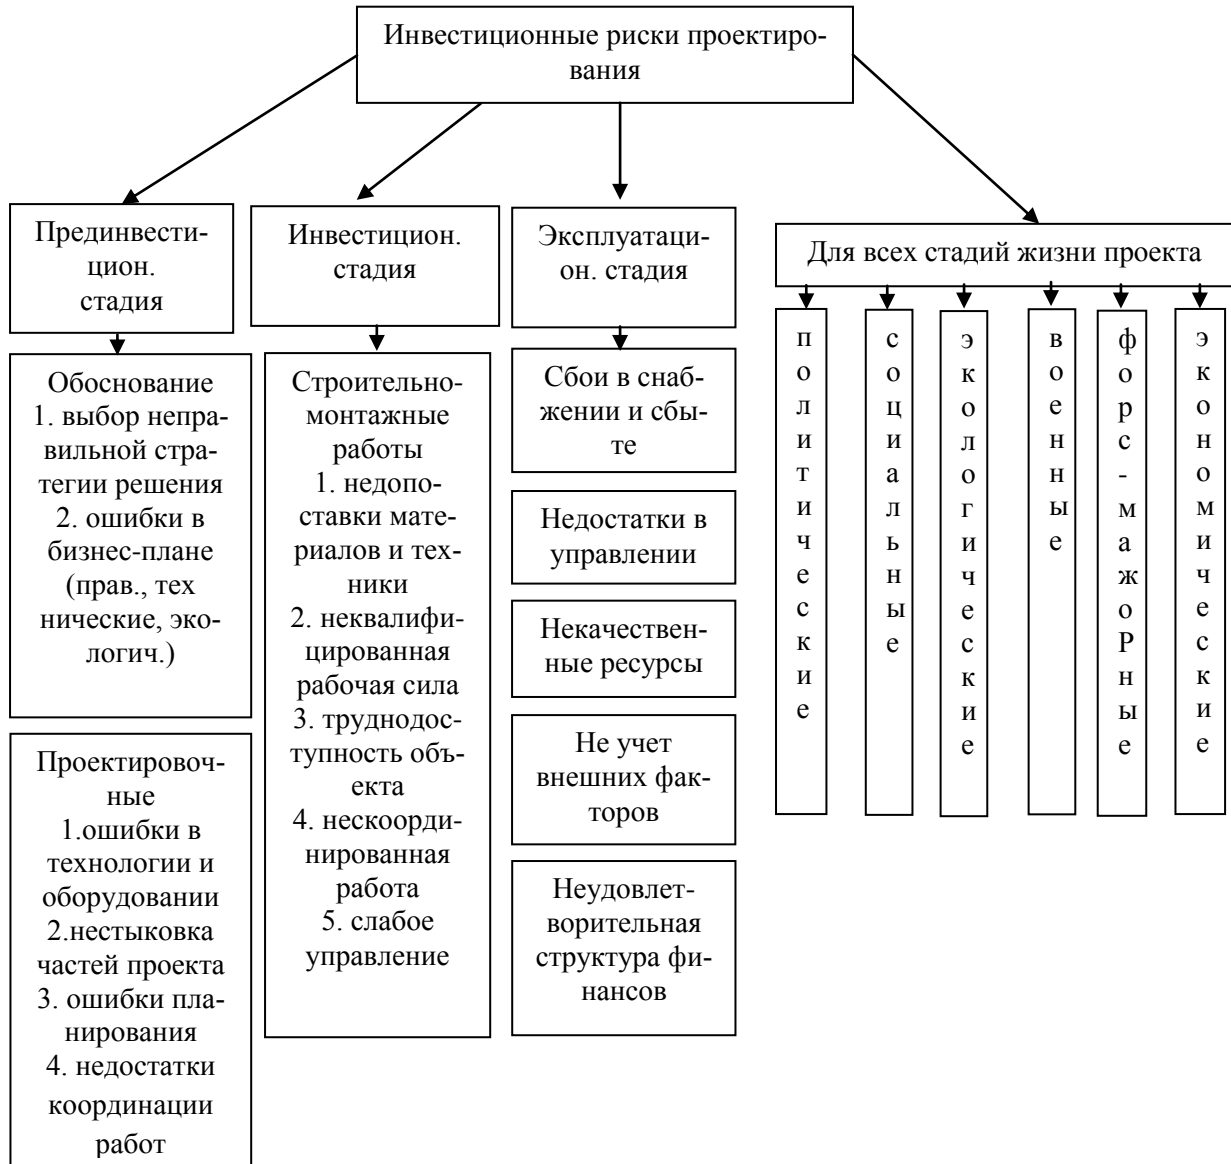 Инвестиционные риски проектиро-
вания
Прединвести-
цион.
стадия
Инвестицион.
стадия
Эксплуатаци-
он. стадия
Для всех стадий жизни проекта
Обоснование
1. выбор непра-
вильной стра-
тегии решения
2. ошибки в
бизнес-плане
(прав., тех
нические, эко-
логич.)
Проектировоч-
ные
1.ошибки в
технологии и
оборудовании
2.нестыковка
частей проекта
3. ошибки пла-
нирования
4. недостатки
координации
работ
Строительно-
монтажные
работы
1. недопо-
ставки мате-
риалов и тех-
ники
2. неквалифи-
цированная
рабочая сила
3. труднодос-
тупность объ-
екта
4. нескоорди-
нированная
работа
5. слабое
управление
Сбои в снаб-
жении и сбы-
те
Недостатки в
управлении
Некачествен-
ные ресурсы
Не учет
внешних фак-
торов
Неудовлет-
ворительная
структура фи-
нансов
политические
социальные
экологические
военные
форс-мажоРные
экономические